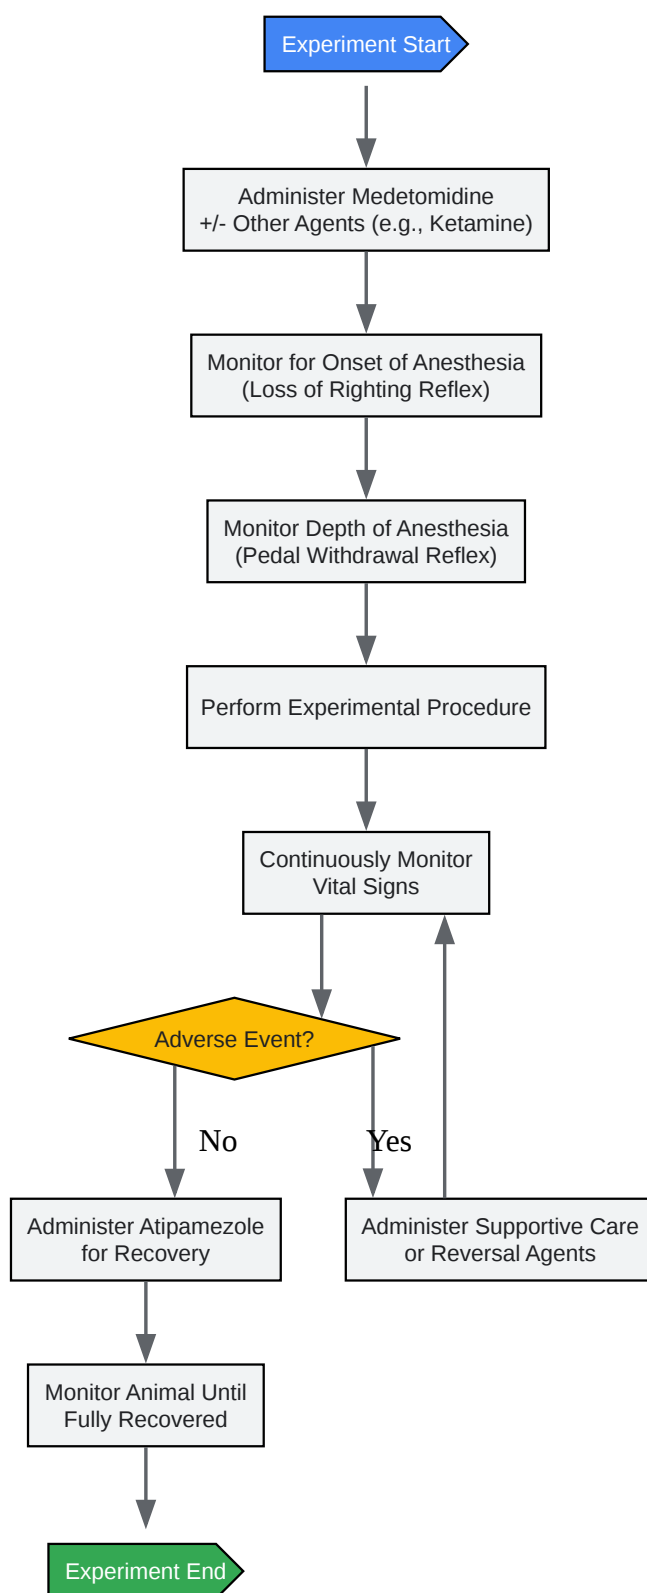 Experiment Start
Administer Medetomidine
+/- Other Agents (e.g., Ketamine)
Monitor for Onset of Anesthesia
(Loss of Righting Reflex)
Monitor Depth of Anesthesia
(Pedal Withdrawal Reflex)
Perform Experimental Procedure
Continuously Monitor
Vital Signs
Adverse Event?
No
Yes
Administer Atipamezole
for Recovery
Administer Supportive Care
or Reversal Agents
Monitor Animal Until
Fully Recovered
Experiment End